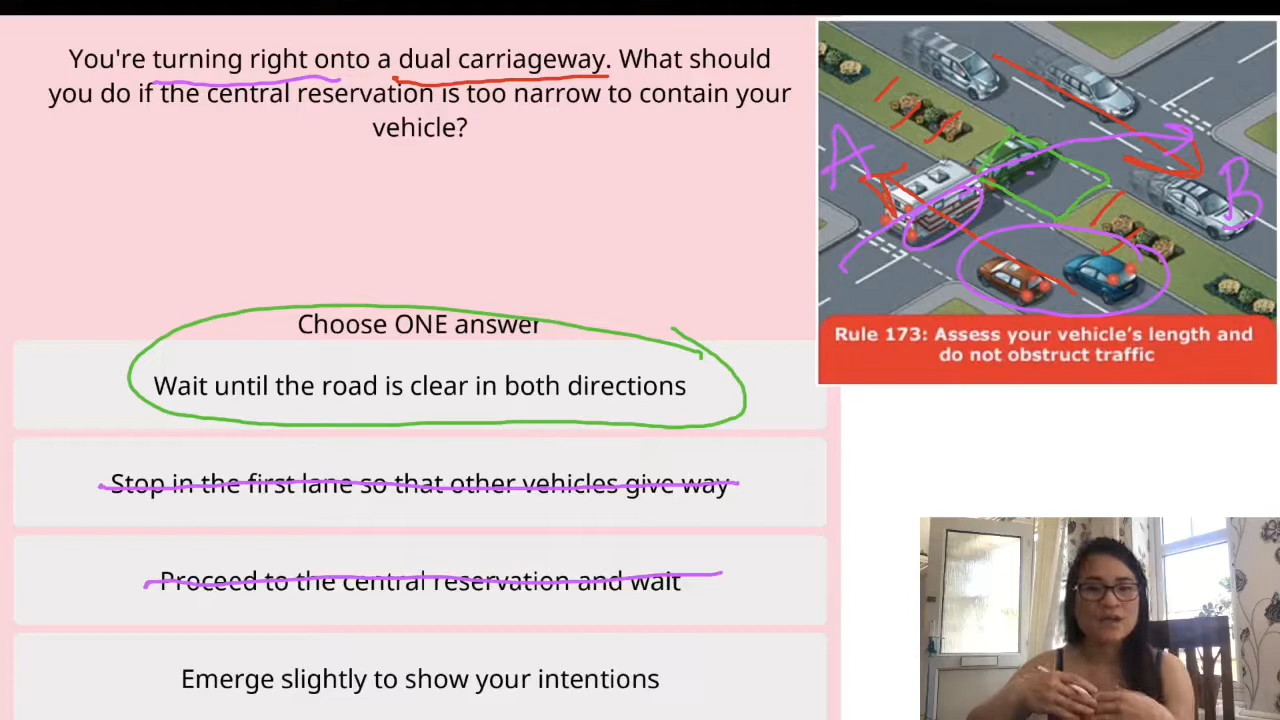 You're turning right onto a dual carriageway. What should
you do if the central reservation is too narrow to contain your
vehicle?
A
B
Rule 173: Assess your vehicle's length and
do not obstruct traffic
Choose ONE answer
Wait until the road is clear in both directions
Stop in the first lane so that other vehicles give way
Proceed to the central reservation and wait
Emerge slightly to show your intentions